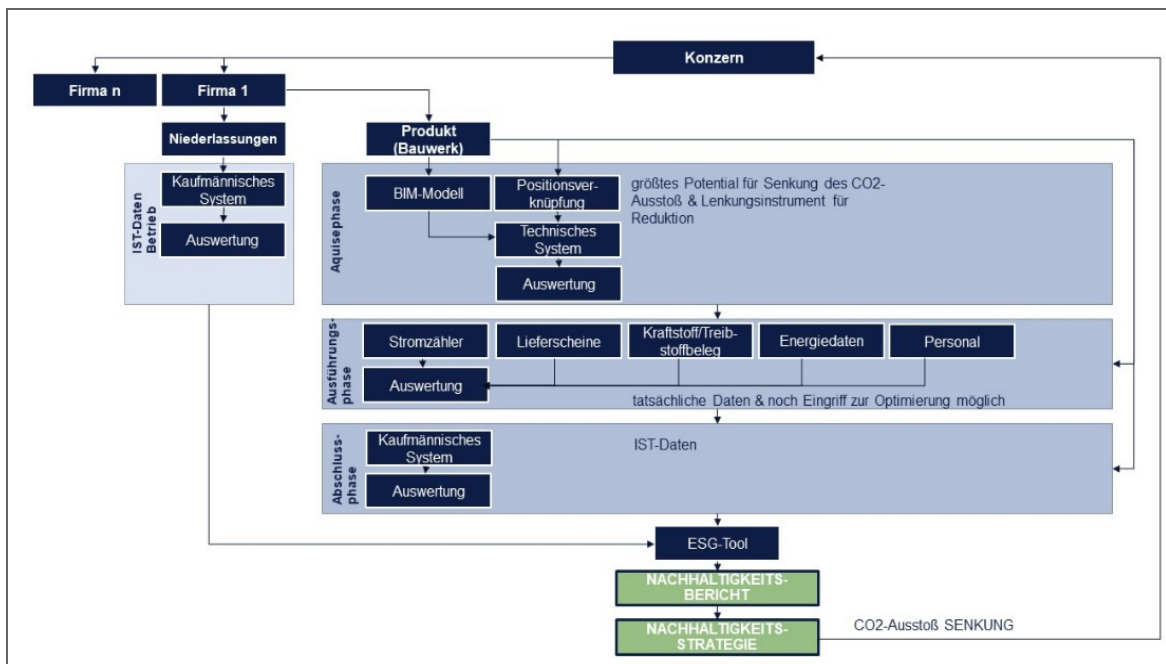 Konzern
Firma n
Firma 1
Niederlassungen
Produkt
(Bauwerk)
IST-Daten
Betrieb
Kaufmännisches
System
Auswertung
Aquisephase
BIM-Modell
Positionsver-
knüpfung
Technisches
System
Auswertung
größtes Potential für Senkung des CO2-
Ausstoß & Lenkungsinstrument für
Reduktion
Ausführungs-
phase
Stromzähler
Lieferscheine
Kraftstoff/Treib-
stoffbeleg
Energiedaten
Personal
Auswertung
tatsächliche Daten & noch Eingriff zur Optimierung möglich
Abschluss-
phase
Kaufmännisches
System
Auswertung
IST-Daten
ESG-Tool
NACHHALTIGKEITS-
BERICHT
NACHHALTIGKEITS-
STRATEGIE
CO2-Ausstoß SENKUNG